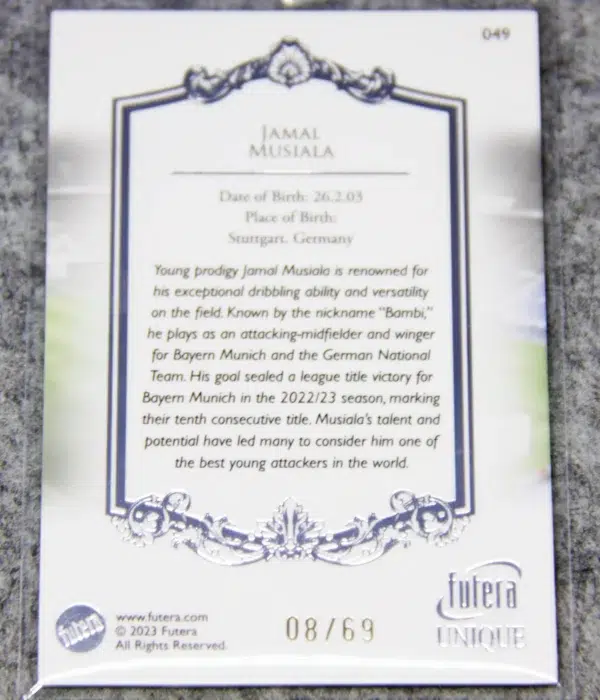 049
JAMAL
MUSIALA
Date of Birth: 26.2.03
Place of Birth:
Stuttgart, Germany
Young prodigy Jamal Musiala is renowned for
his exceptional dribbling ability and versatility
on the field. Known by the nickname "Bambi,"
he plays as an attacking-midfielder and winger
for Bayern Munich and the German National
Team. His goal sealed a league title victory for
Bayern Munich in the 2022/23 season, marking
their tenth consecutive title. Musiala's talent and
potential have led many to consider him one of
the best young attackers in the world.
futera
www.futera.com
© 2023 Futera
All Rights Reserved.
08/69
futera
UNIQUE